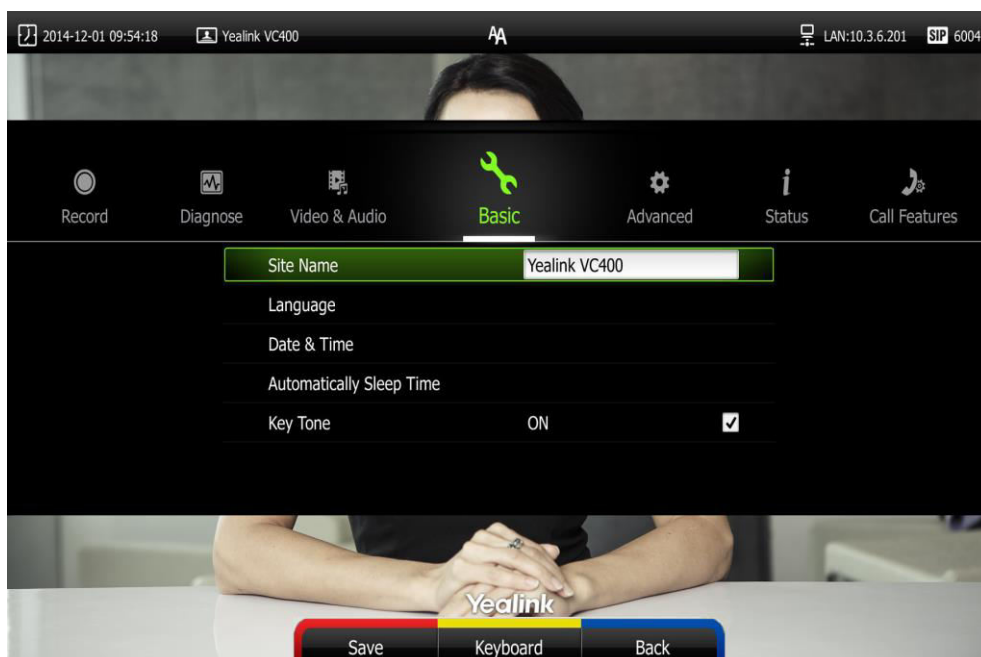 2014-12-01 09:54:18 Yealink VC400 AA LAN:10.3.6.201 SIP 6004
Record Diagnose Video & Audio Basic Advanced Status Call Features
Site Name Yealink VC400
Language
Date & Time
Automatically Sleep Time
Key Tone ON
Yealink
Save Keyboard Back